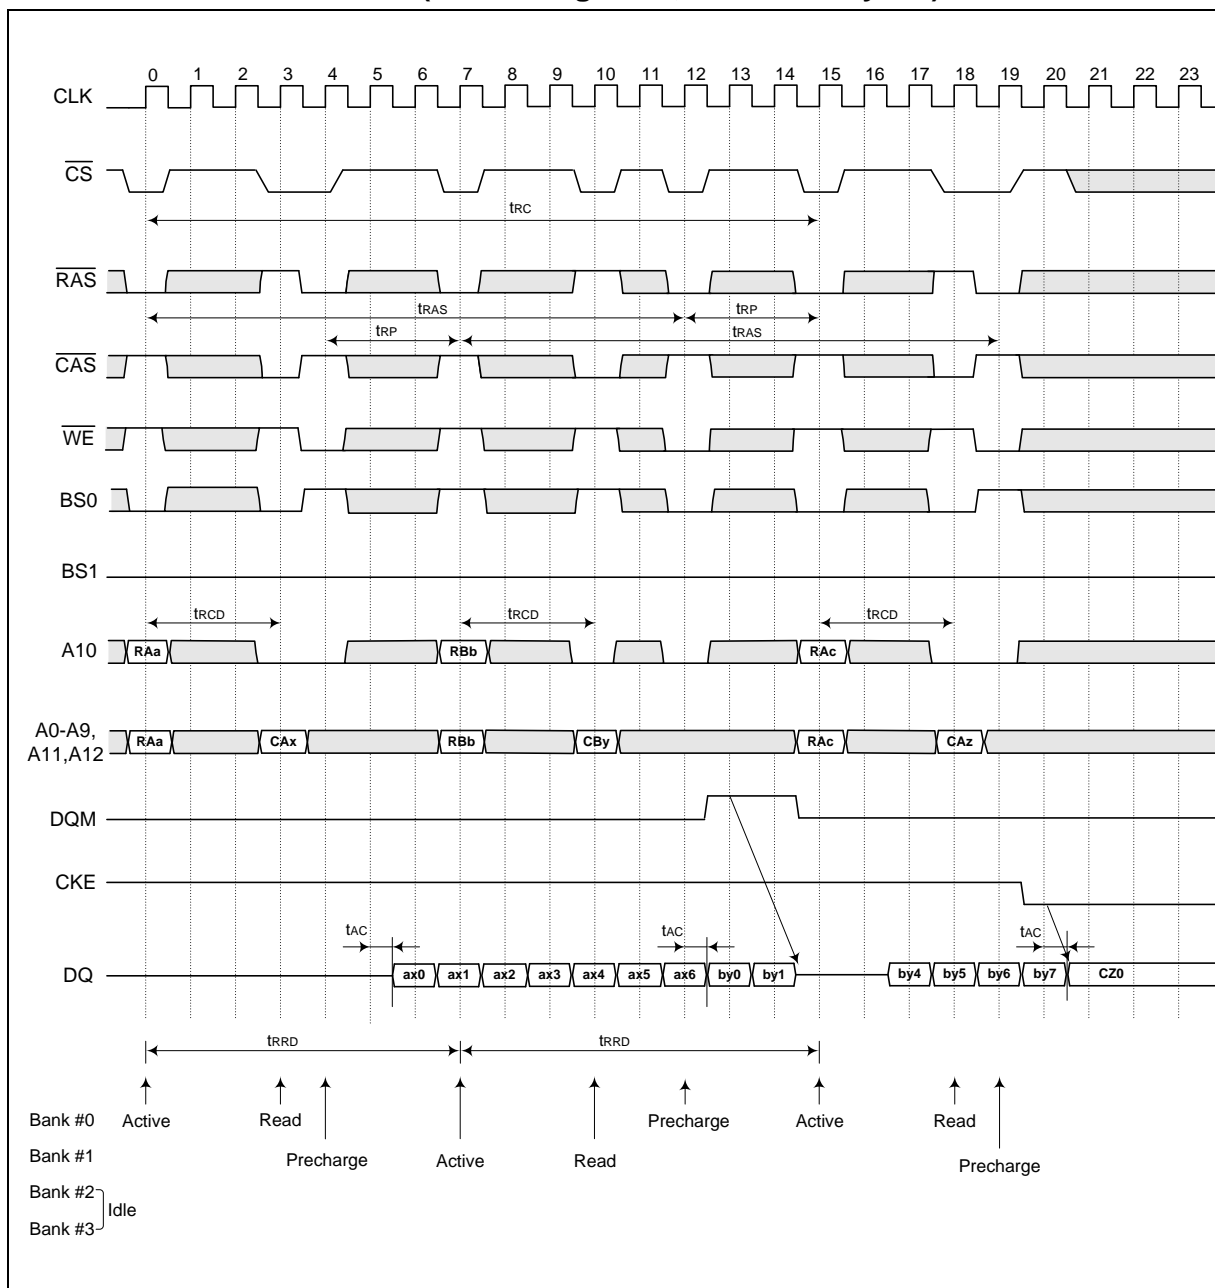 0 1 2 3 4 5 6 7 8 9 10 11 12 13 14 15 16 17 18 19 20 21 22 23
CLK
CS
tRC
RAS
tRAS tRP
tRP tRAS
CAS
WE
BS0
BS1
tRCD tRCD tRCD
A10 RAa RBb RAc
A0-A9,
A11,A12
RAa CAx RBb CBy RAc CAz
DQM
CKE
tAC tAC tAC
DQ ax0 ax1 ax2 ax3 ax4 ax5 ax6 by0 by1 by4 by5 by6 by7 CZ0
tRRD tRRD
Bank #0 Active Read Precharge Active Read
Bank #1 Precharge Active Read Precharge
Bank #2
Idle
Bank #3